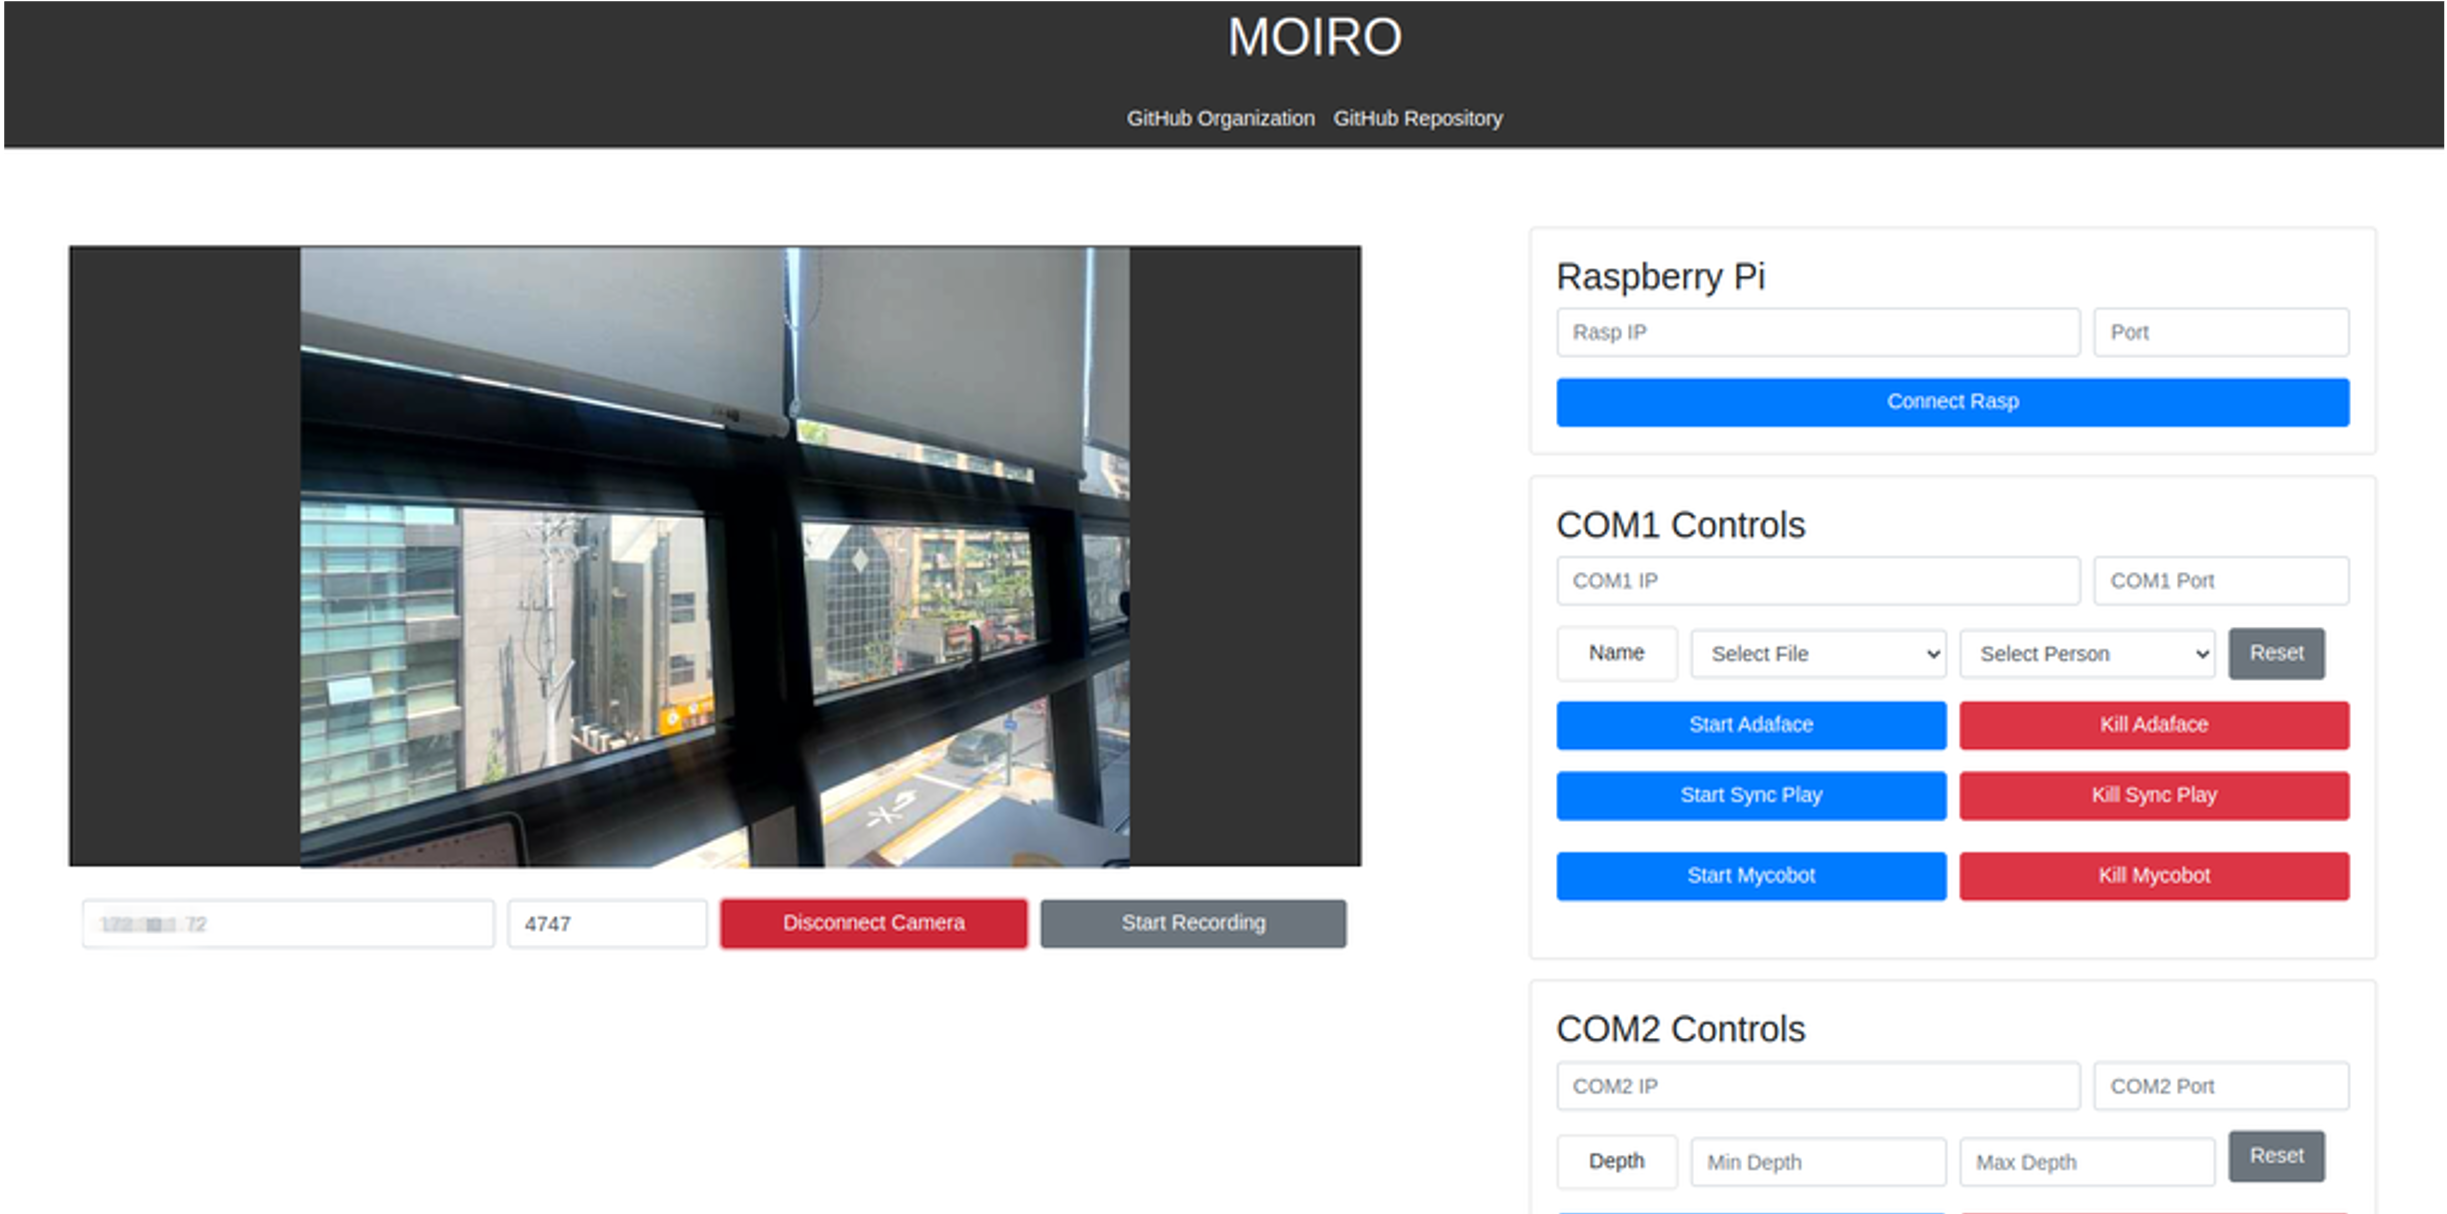 MOIRO
GitHub Organization GitHub Repository
4747 Disconnect Camera Start Recording
Raspberry Pi
Rasp IP Port
Connect Rasp
COM1 Controls
COM1 IP COM1 Port
Name Select File Select Person Reset
Start Adaface Kill Adaface
Start Sync Play Kill Sync Play
Start Mycobot Kill Mycobot
COM2 Controls
COM2 IP COM2 Port
Depth Min Depth Max Depth Reset